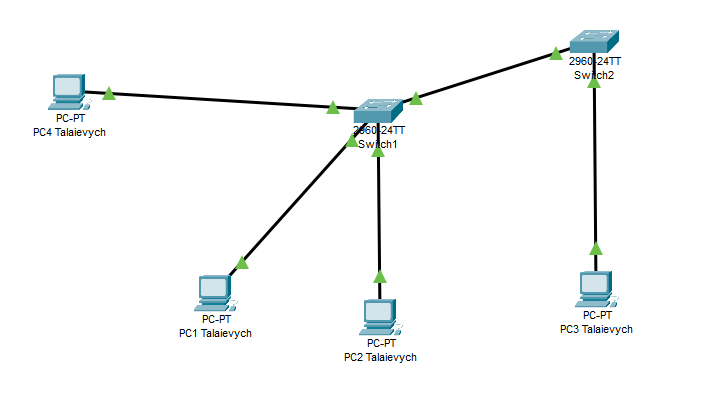 2960-24TT
Switch2
PC-PT
PC4 Talaievych
2960-24TT
Switch1
PC-PT
PC1 Talaievych
PC-PT
PC2 Talaievych
PC-PT
PC3 Talaievych